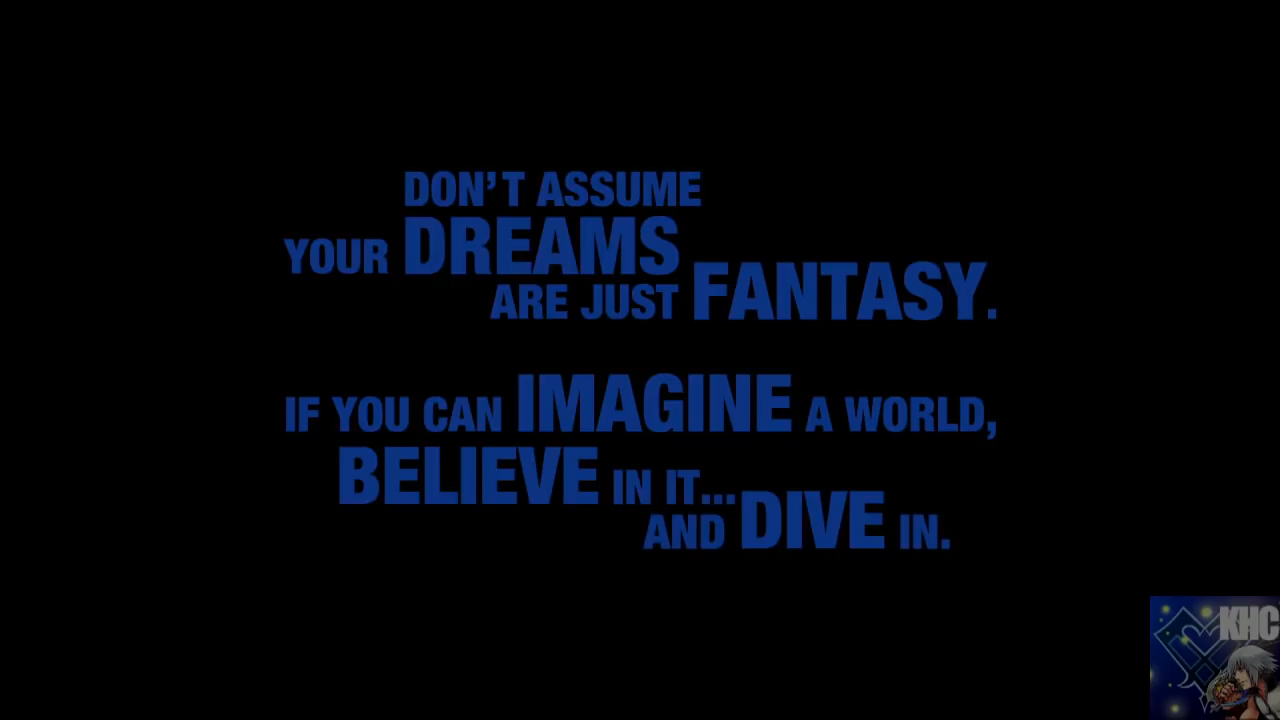 DON'T ASSUME
YOUR DREAMS
ARE JUST FANTASY.
IF YOU CAN IMAGINE A WORLD,
BELIEVE IN IT...
AND DIVE IN.
KHC